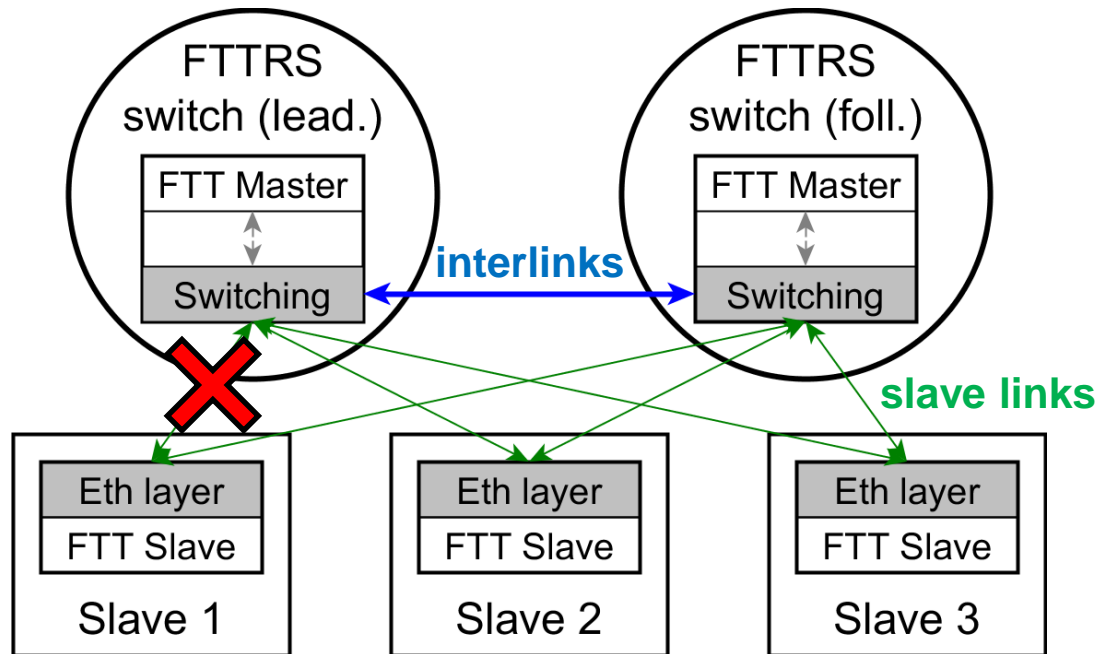 FTTRS
switch (lead.)
FTT Master
Switching
FTTRS
switch (foll.)
FTT Master
Switching
interlinks
slave links
Eth layer
FTT Slave
Slave 1
Eth layer
FTT Slave
Slave 2
Eth layer
FTT Slave
Slave 3